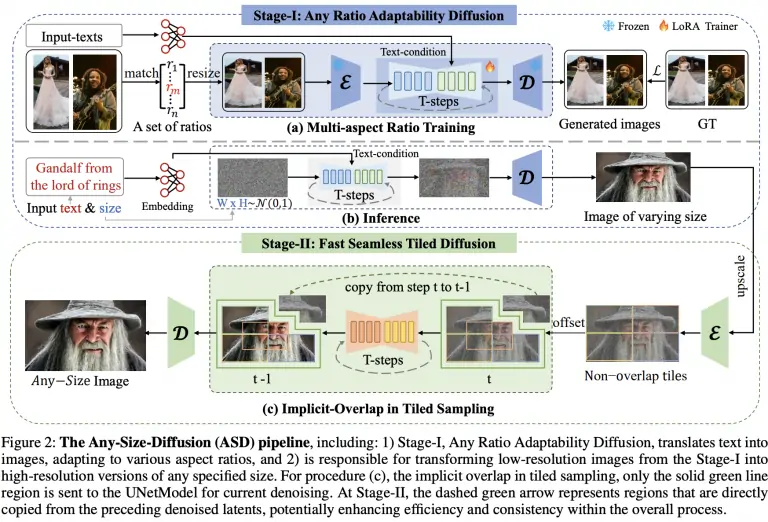 Stage-I: Any Ratio Adaptability Diffusion
Frozen
LoRA Trainer
Input-texts
Text-condition
match
r1
rm
rn
resize
ℰ
T-steps
𝒟
ℒ
A set of ratios
(a) Multi-aspect Ratio Training
Generated images
GT
Gandalf from
the lord of rings
Input text & size
Embedding
Text-condition
T-steps
W x H~𝒩(0,1)
𝒟
(b) Inference
Image of varying size
Stage-II: Fast Seamless Tiled Diffusion
upscale
copy from step t to t-1
offset
𝒟
T-steps
ℰ
Any−Size Image
t -1
t
Non−overlap tiles
(c) Implicit-Overlap in Tiled Sampling
Figure 2: The Any-Size-Diffusion (ASD) pipeline, including: 1) Stage-I, Any Ratio Adaptability Diffusion, translates text into
images, adapting to various aspect ratios, and 2) is responsible for transforming low-resolution images from the Stage-I into
high-resolution versions of any specified size. For procedure (c), the implicit overlap in tiled sampling, only the solid green line
region is sent to the UNetModel for current denoising. At Stage-II, the dashed green arrow represents regions that are directly
copied from the preceding denoised latents, potentially enhancing efficiency and consistency within the overall process.